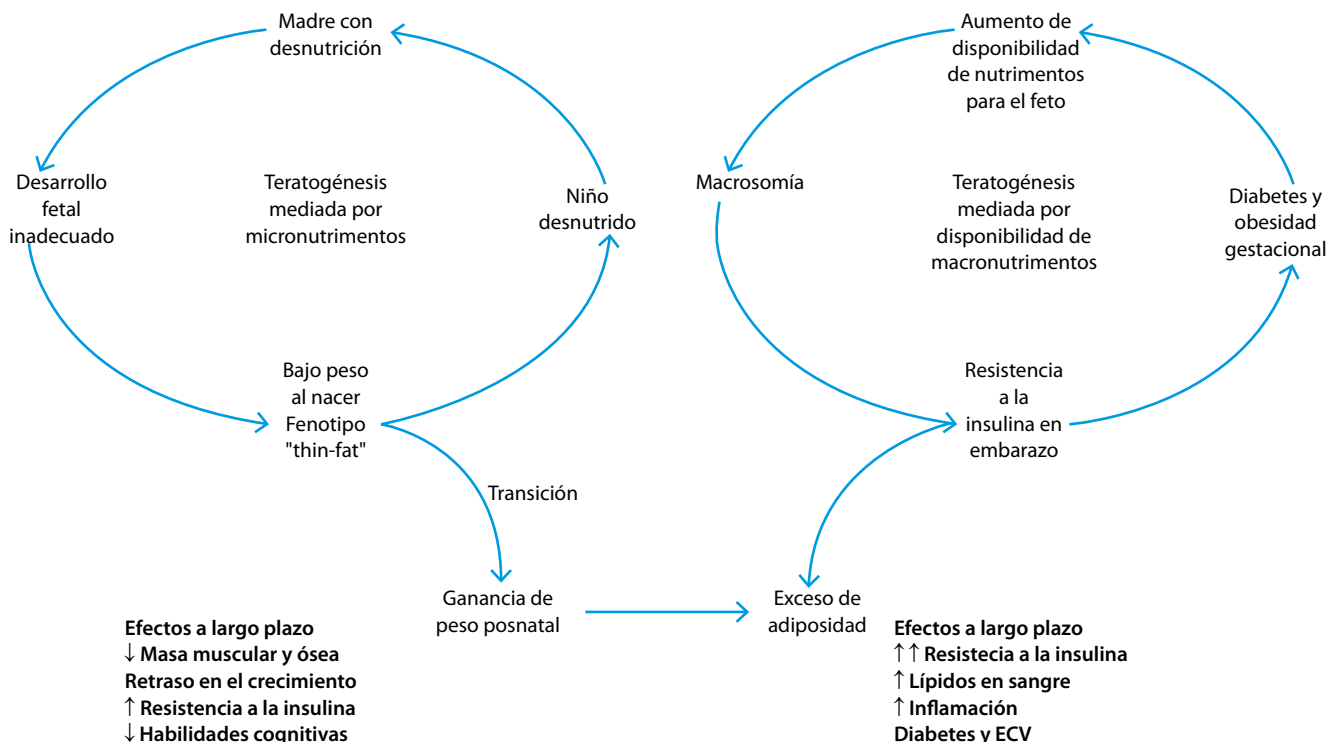 Madre con
desnutrición
Desarrollo
fetal
inadecuado
Teratogénesis
mediada por
micronutrimentos
Niño
desnutrido
Bajo peso
al nacer
Fenotipo
"thin-fat"
Transición
Ganancia de
peso posnatal
Efectos a largo plazo
↓ Masa muscular y ósea
Retraso en el crecimiento
↑ Resistencia a la insulina
↓ Habilidades cognitivas
Aumento de
disponibilidad
de nutrimentos
para el feto
Macrosomía
Teratogénesis
mediada por
disponibilidad de
macronutrimentos
Diabetes y
obesidad
gestacional
Resistencia
a la
insulina en
embarazo
Exceso de
adiposidad
Efectos a largo plazo
↑↑ Resistecia a la insulina
↑ Lípidos en sangre
↑ Inflamación
Diabetes y ECV